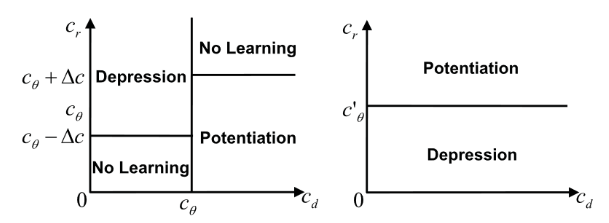 c_r
No Learning
c_θ + Δc
Depression
c_θ
c_θ − Δc
Potentiation
No Learning
0
c_θ
c_d
c_r
Potentiation
c'_θ
Depression
0
c_d